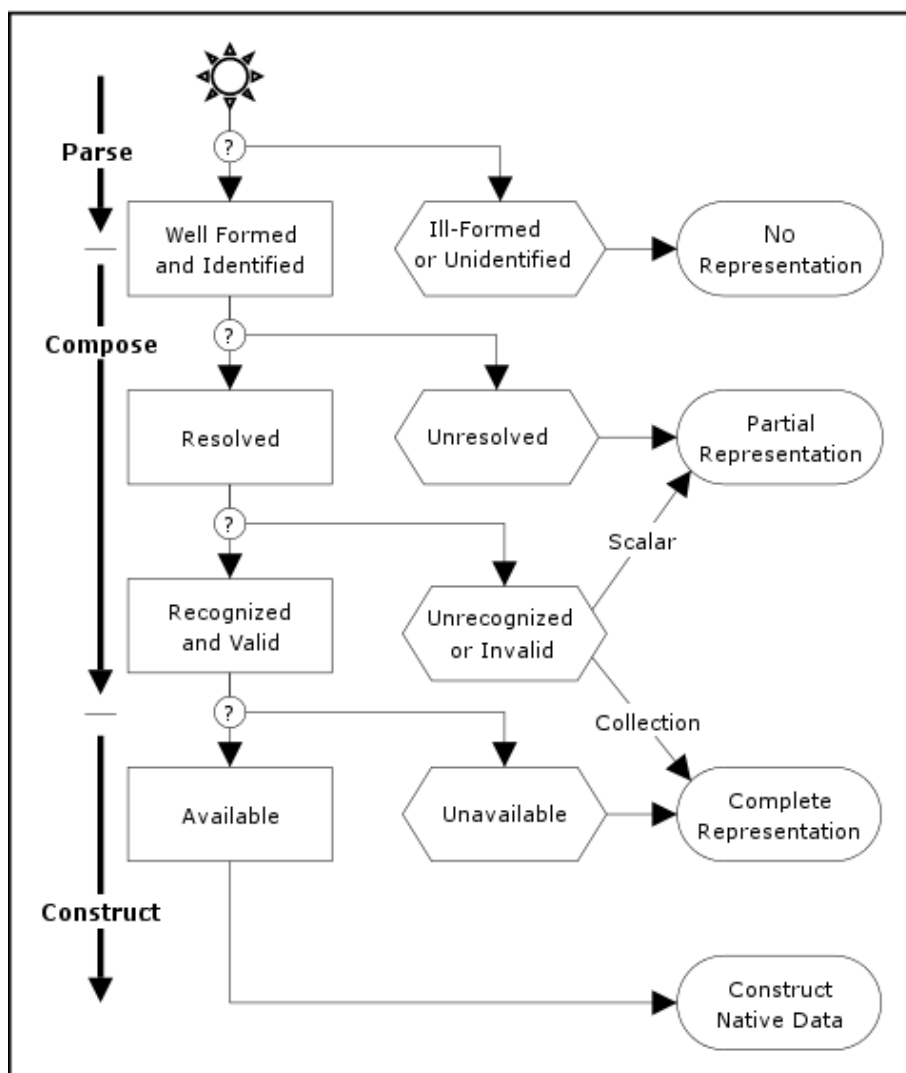 ?
Parse
Well Formed
and Identified
Ill-Formed
or Unidentified
No
Representation
?
Compose
Resolved
Unresolved
Partial
Representation
?
Scalar
Recognized
and Valid
Unrecognized
or Invalid
?
Collection
Available
Unavailable
Complete
Representation
Construct
Construct
Native Data